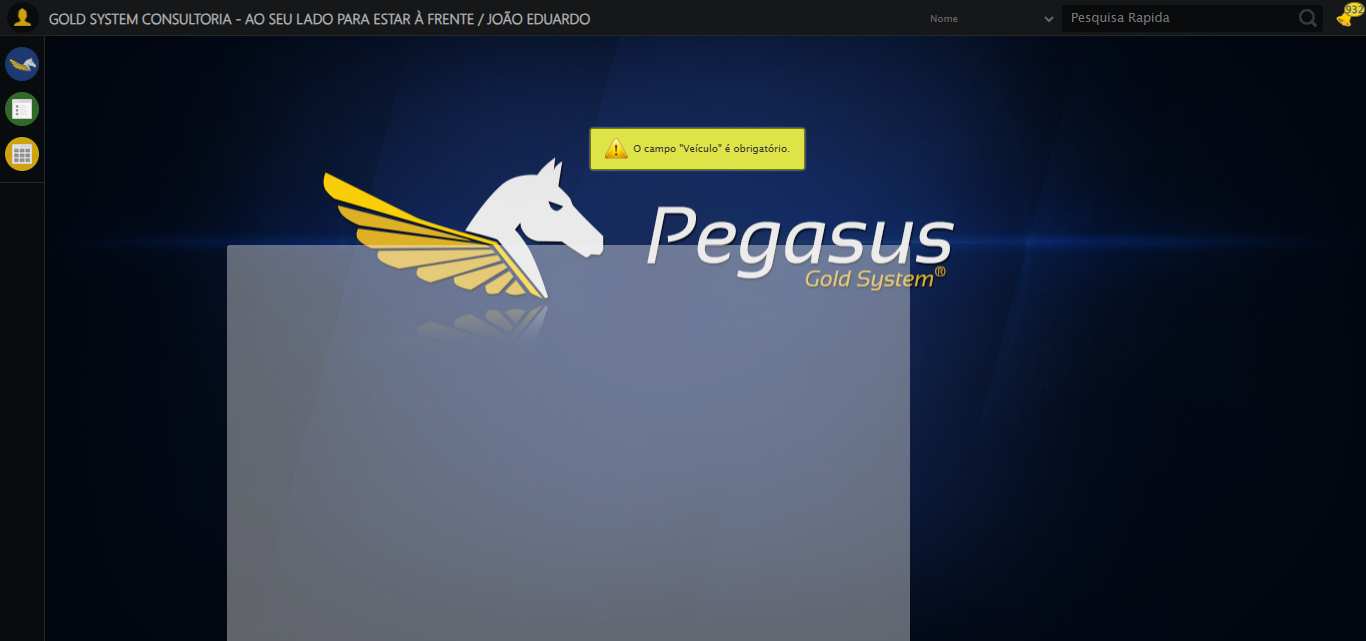 GOLD SYSTEM CONSULTORIA - AO SEU LADO PARA ESTAR À FRENTE / JOÃO EDUARDO
Nome
Pesquisa Rapida
932
O campo "Veículo" é obrigatório.
Pegasus
Gold System®